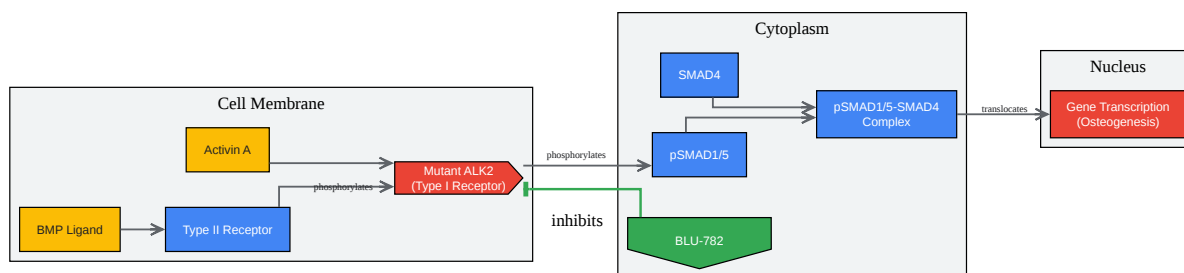 Cell Membrane
Activin A
BMP Ligand
Type II Receptor
phosphorylates
Mutant ALK2
(Type I Receptor)
phosphorylates
inhibits
Cytoplasm
SMAD4
pSMAD1/5
pSMAD1/5-SMAD4
Complex
BLU-782
translocates
Nucleus
Gene Transcription
(Osteogenesis)